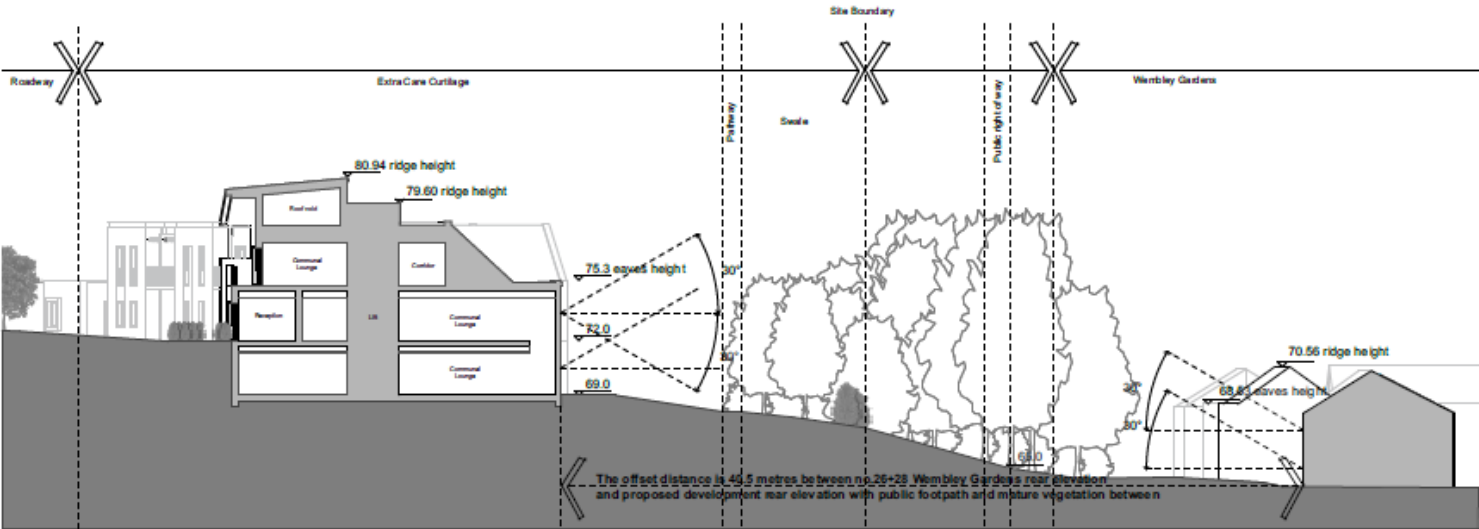 Site Boundary
Roadway
ExtraCare Curtilage
Wembley Gardens
Pathway
Swale
Public right of way
80.94 ridge height
79.60 ridge height
Roof void
Communal
Lounge
Corridor
75.3 eaves height
30°
Reception
Lift
Communal
Lounge
72.0
30°
Communal
Lounge
69.0
70.56 ridge height
30°
68.63 eaves height
30°
65.0
The offset distance is 40.5 metres between no.26+28 Wembley Gardens rear elevation
and proposed development rear elevation with public footpath and mature vegetation between